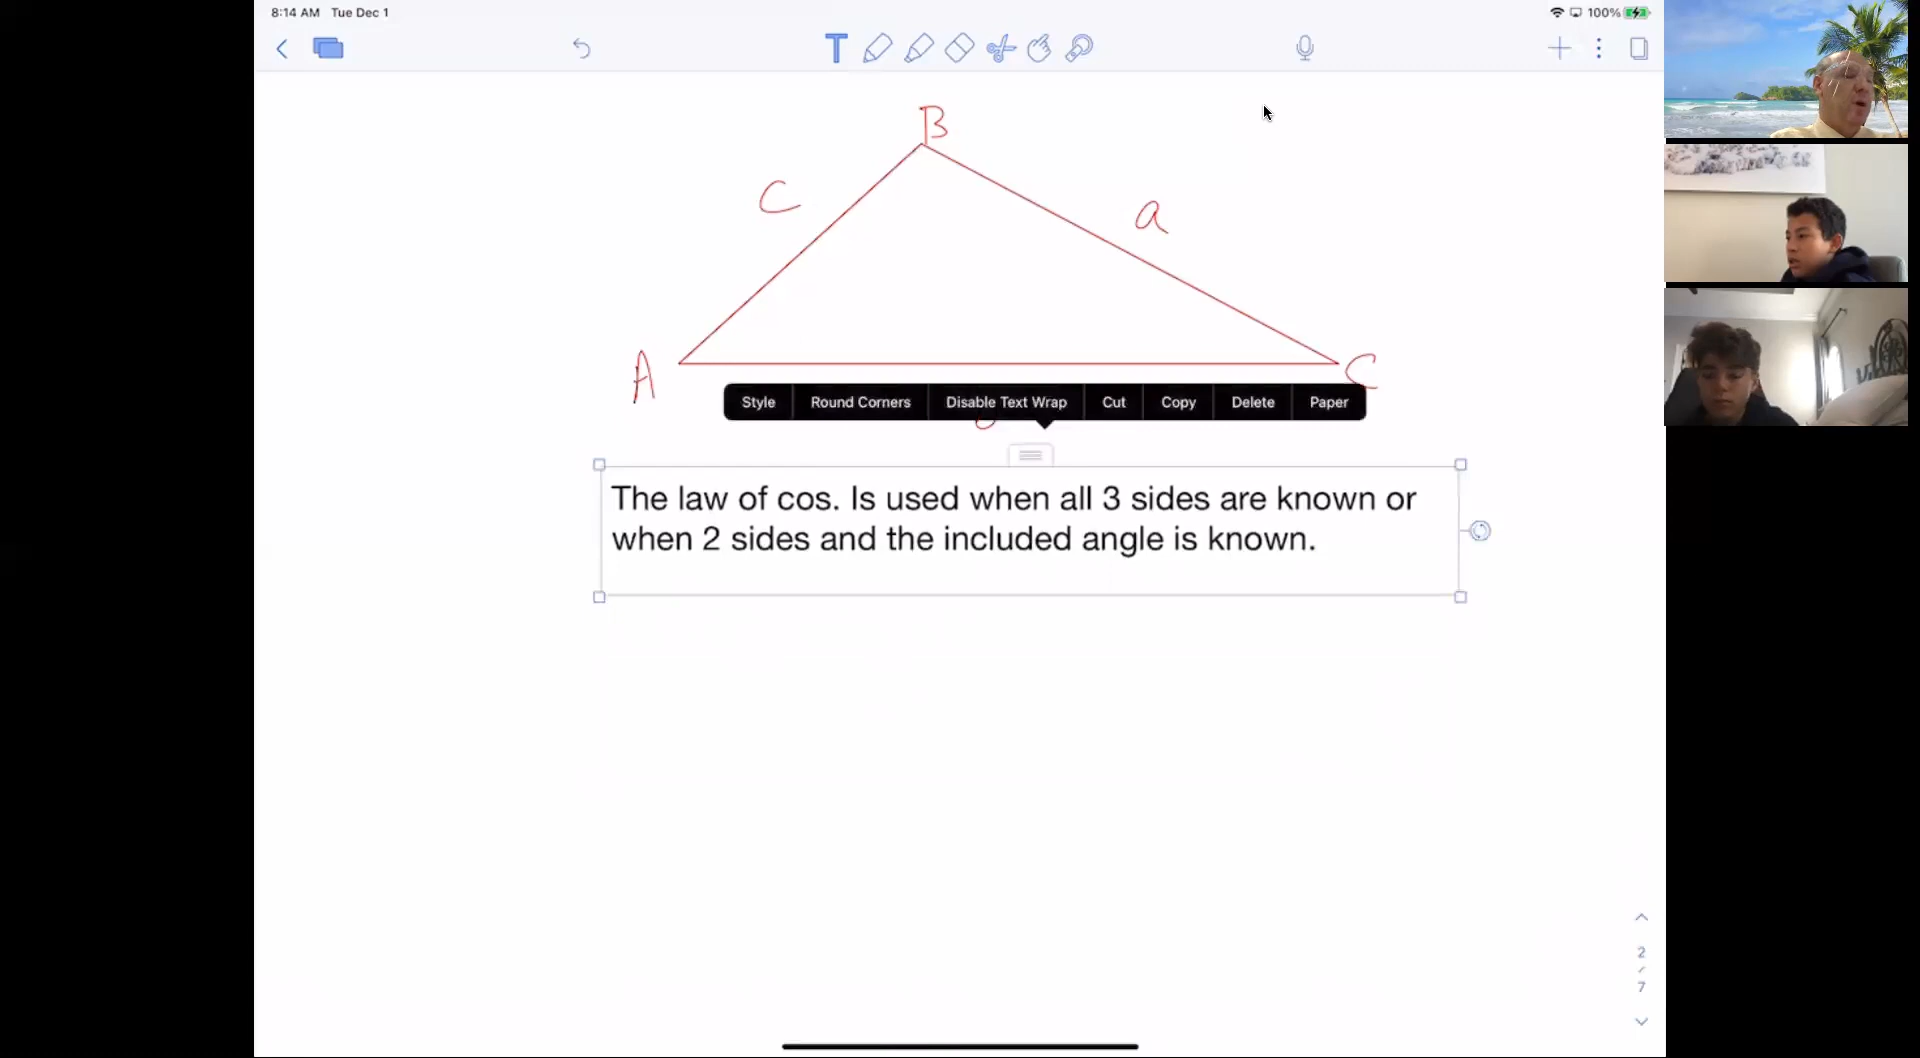 8:14 AM Tue Dec 1
100%
T
B
c
a
A
C
Style Round Corners Disable Text Wrap Cut Copy Delete Paper
The law of cos. Is used when all 3 sides are known or
when 2 sides and the included angle is known.
2
7